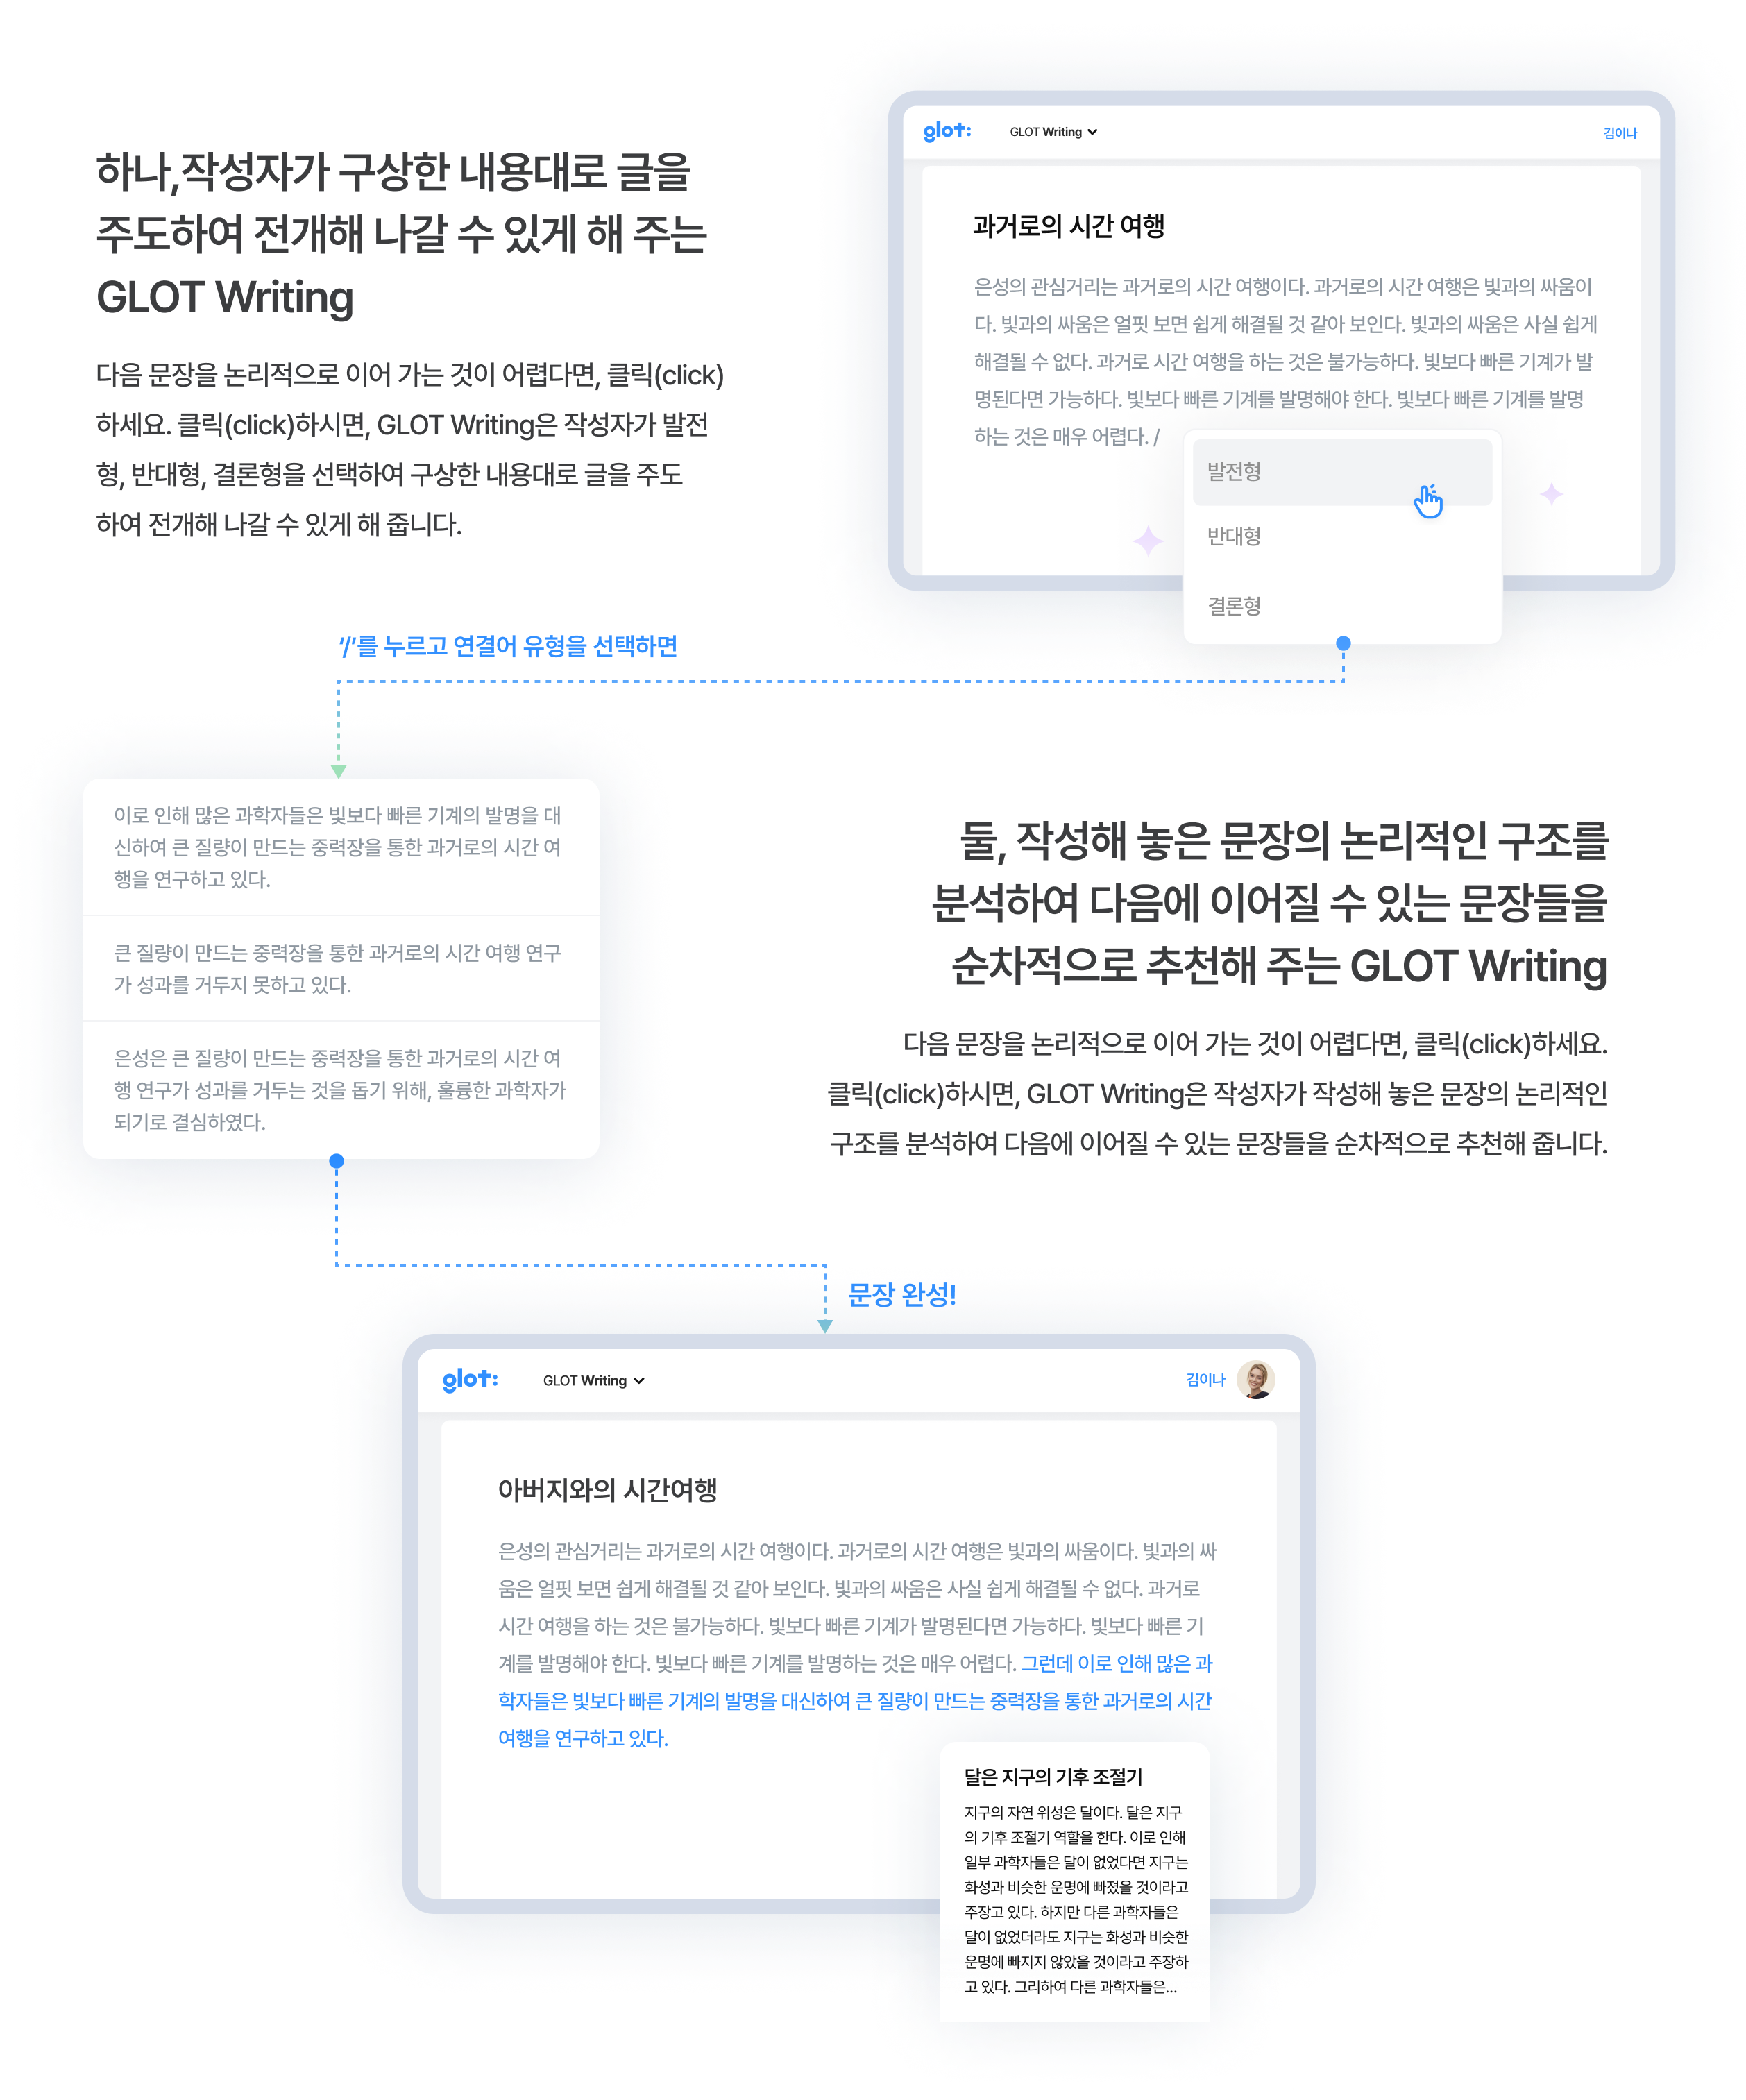 하나,작성자가 구상한 내용대로 글을
주도하여 전개해 나갈 수 있게 해 주는
GLOT Writing
다음 문장을 논리적으로 이어 가는 것이 어렵다면, 클릭(click)
하세요. 클릭(click)하시면, GLOT Writing은 작성자가 발전
형, 반대형, 결론형을 선택하여 구상한 내용대로 글을 주도
하여 전개해 나갈 수 있게 해 줍니다.
glot:
GLOT Writing
김이나
과거로의 시간 여행
은성의 관심거리는 과거로의 시간 여행이다. 과거로의 시간 여행은 빛과의 싸움이
다. 빛과의 싸움은 얼핏 보면 쉽게 해결될 것 같아 보인다. 빛과의 싸움은 사실 쉽게
해결될 수 없다. 과거로 시간 여행을 하는 것은 불가능하다. 빛보다 빠른 기계가 발
명된다면 가능하다. 빛보다 빠른 기계를 발명해야 한다. 빛보다 빠른 기계를 발명
하는 것은 매우 어렵다. /
발전형
반대형
결론형
‘/’를 누르고 연결어 유형을 선택하면
이로 인해 많은 과학자들은 빛보다 빠른 기계의 발명을 대
신하여 큰 질량이 만드는 중력장을 통한 과거로의 시간 여
행을 연구하고 있다.
큰 질량이 만드는 중력장을 통한 과거로의 시간 여행 연구
가 성과를 거두지 못하고 있다.
은성은 큰 질량이 만드는 중력장을 통한 과거로의 시간 여
행 연구가 성과를 거두는 것을 돕기 위해, 훌륭한 과학자가
되기로 결심하였다.
둘, 작성해 놓은 문장의 논리적인 구조를
분석하여 다음에 이어질 수 있는 문장들을
순차적으로 추천해 주는 GLOT Writing
다음 문장을 논리적으로 이어 가는 것이 어렵다면, 클릭(click)하세요.
클릭(click)하시면, GLOT Writing은 작성자가 작성해 놓은 문장의 논리적인
구조를 분석하여 다음에 이어질 수 있는 문장들을 순차적으로 추천해 줍니다.
문장 완성!
glot:
GLOT Writing
김이나
아버지와의 시간여행
은성의 관심거리는 과거로의 시간 여행이다. 과거로의 시간 여행은 빛과의 싸움이다. 빛과의 싸
움은 얼핏 보면 쉽게 해결될 것 같아 보인다. 빛과의 싸움은 사실 쉽게 해결될 수 없다. 과거로
시간 여행을 하는 것은 불가능하다. 빛보다 빠른 기계가 발명된다면 가능하다. 빛보다 빠른 기
계를 발명해야 한다. 빛보다 빠른 기계를 발명하는 것은 매우 어렵다. 그런데 이로 인해 많은 과
학자들은 빛보다 빠른 기계의 발명을 대신하여 큰 질량이 만드는 중력장을 통한 과거로의 시간
여행을 연구하고 있다.
달은 지구의 기후 조절기
지구의 자연 위성은 달이다. 달은 지구
의 기후 조절기 역할을 한다. 이로 인해
일부 과학자들은 달이 없었다면 지구는
화성과 비슷한 운명에 빠졌을 것이라고
주장고 있다. 하지만 다른 과학자들은
달이 없었더라도 지구는 화성과 비슷한
운명에 빠지지 않았을 것이라고 주장하
고 있다. 그리하여 다른 과학자들은...